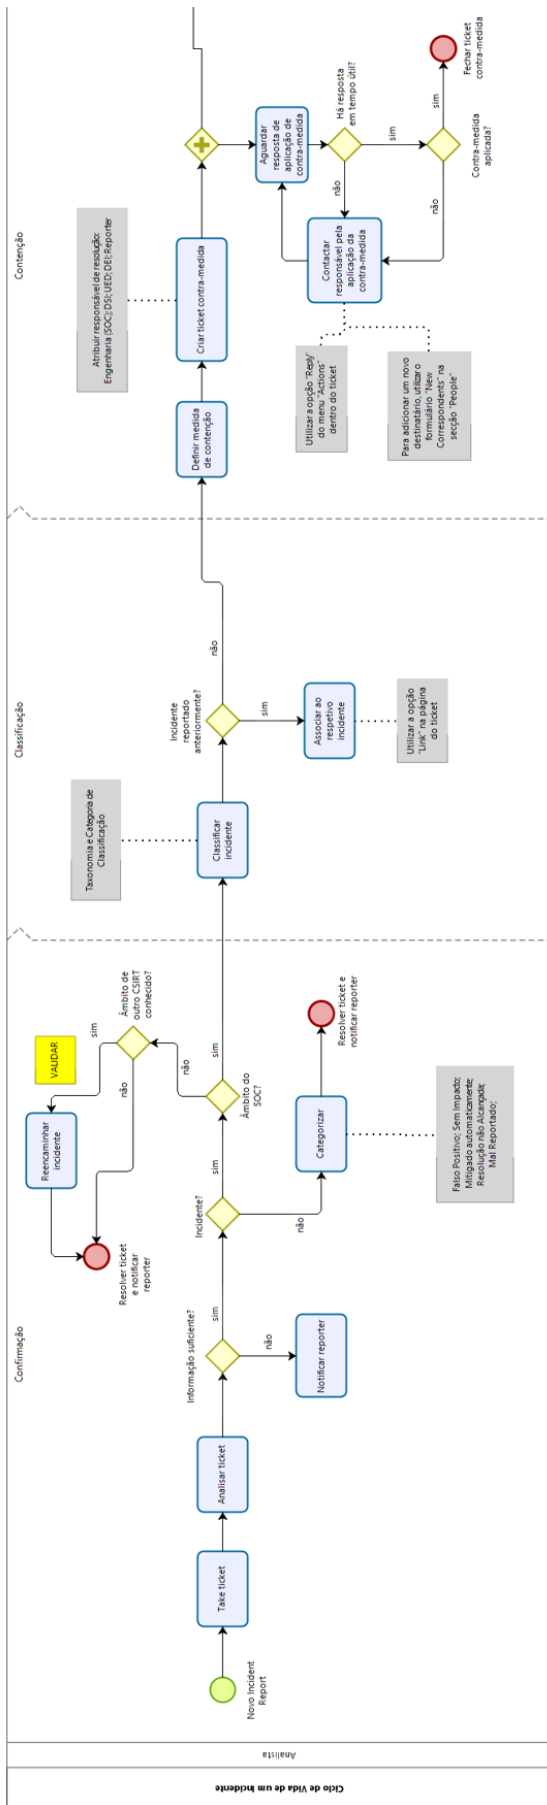 Ciclo de Vida de um Incidente
Analista
Confirmação
Novo Incident
Report
Take ticket
Analisar ticket
Informação suficiente?
não
Notificar reporter
sim
Incidente?
não
Categorizar
Falso Positivo; Sem Impacto;
Mitigado automaticamente;
Resolução não Alcançada;
Mal Reportado;
Resolver ticket e
notificar reporter
sim
Âmbito do
SOC?
não
Âmbito de
outro CSIRT
conhecido?
sim
VALIDAR
Reencaminhar
incidente
não
Resolver ticket
e notificar
reporter
sim
Classificação
Classificar
incidente
Taxonomia e Categoria de
Classificação
Incidente
reportado
anteriormente?
sim
Associar ao
respetivo
incidente
Utilizar a opção
"Link" na página
do ticket
não
Contenção
Definir medida
de contenção
Criar ticket contra-medida
Atribuir responsável de resolução:
Engenharia (SOC); DSI; UED; DEI; Reporter
Aguardar
resposta de
aplicação de
contra-medida
Há resposta
em tempo útil?
não
Contactar
responsável pela
aplicação da
contra-medida
Utilizar a opção "Reply"
do menu "Actions"
dentro do ticket
Para adicionar um novo
destinatário, utilizar o
formulário "New
Correspondents" na
secção "People"
sim
Contra-medida
aplicada?
não
sim
Fechar ticket
contra-medida